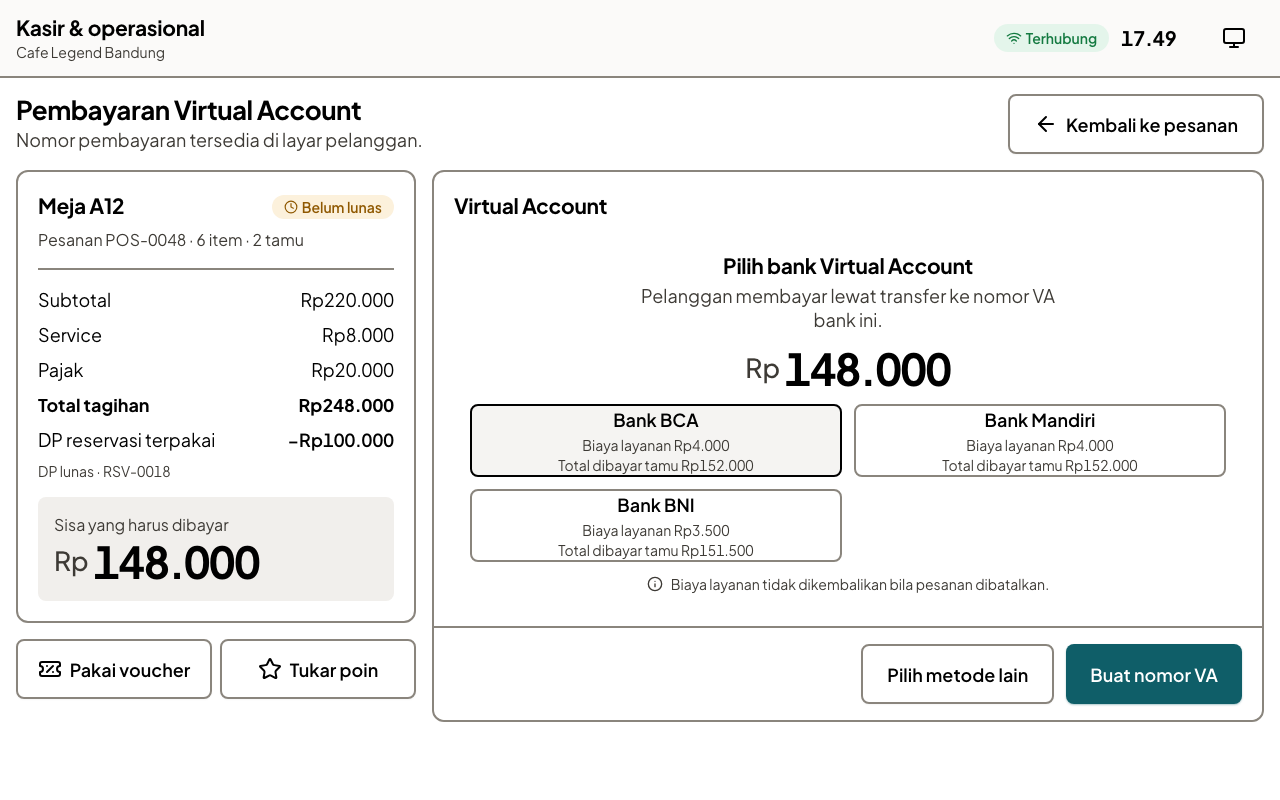 Kasir & operasional
Cafe Legend Bandung
Terhubung
17.49
Pembayaran Virtual Account
Nomor pembayaran tersedia di layar pelanggan.
Kembali ke pesanan
Meja A12
Belum lunas
Pesanan POS-0048 · 6 item · 2 tamu
Subtotal Rp220.000
Service Rp8.000
Pajak Rp20.000
Total tagihan Rp248.000
DP reservasi terpakai −Rp100.000
DP lunas · RSV-0018
Sisa yang harus dibayar
Rp 148.000
Pakai voucher
Tukar poin
Virtual Account
Pilih bank Virtual Account
Pelanggan membayar lewat transfer ke nomor VA
bank ini.
Rp 148.000
Bank BCA
Biaya layanan Rp4.000
Total dibayar tamu Rp152.000
Bank Mandiri
Biaya layanan Rp4.000
Total dibayar tamu Rp152.000
Bank BNI
Biaya layanan Rp3.500
Total dibayar tamu Rp151.500
Biaya layanan tidak dikembalikan bila pesanan dibatalkan.
Pilih metode lain
Buat nomor VA